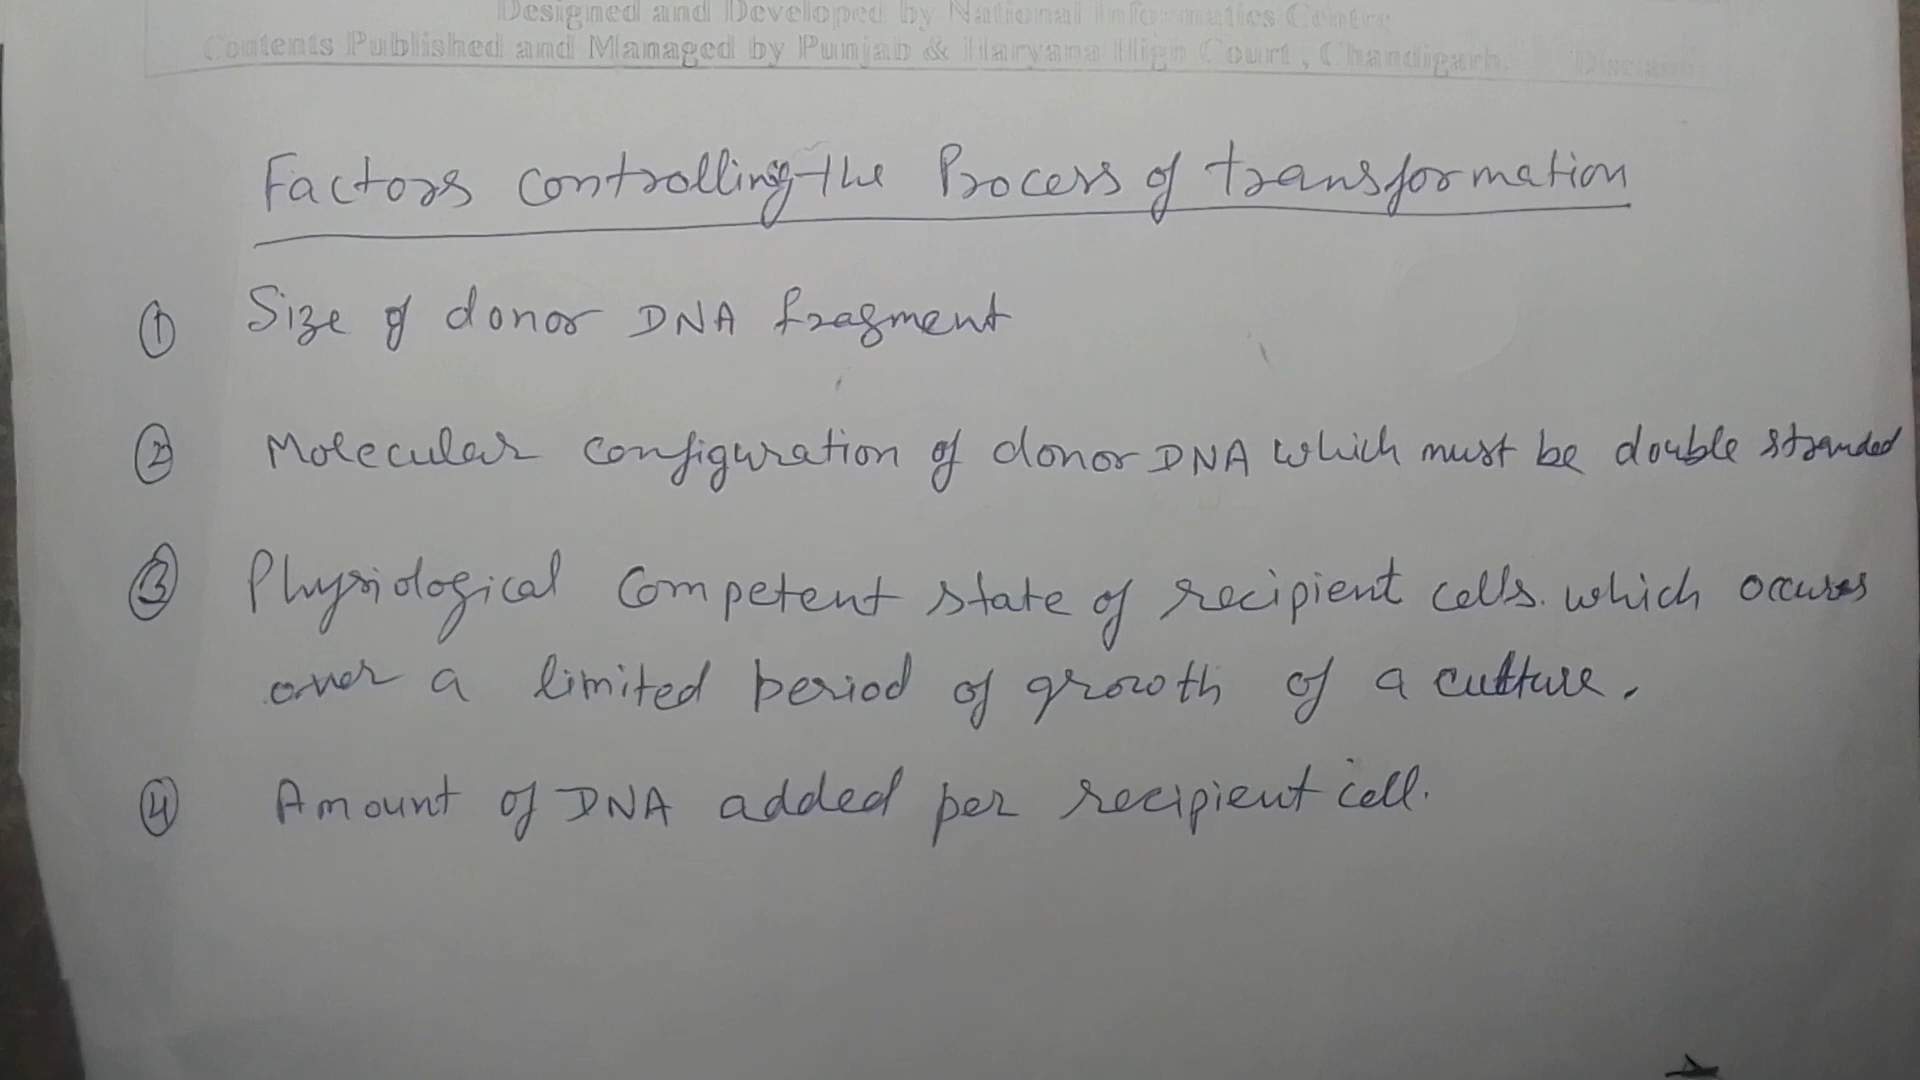 Designed and Developed by National Informatics Centre
Contents Published and Managed by Punjab & Haryana High Court, Chandigarh.
Factors controlling the Process of transformation
① Size of donor DNA fragment
② Molecular configuration of donor DNA which must be double stranded
③ Physiological Competent state of recipient cells. which occures
over a limited period of growth of a culture.
④ Amount of DNA added per recipient cell.